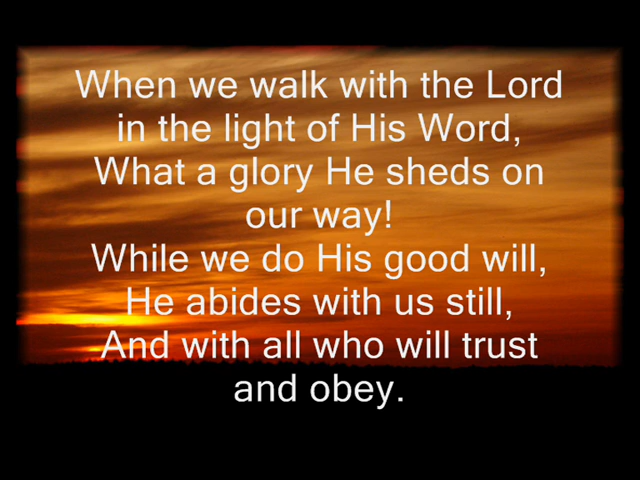 When we walk with the Lord
in the light of His Word,
What a glory He sheds on
our way!
While we do His good will,
He abides with us still,
And with all who will trust
and obey.